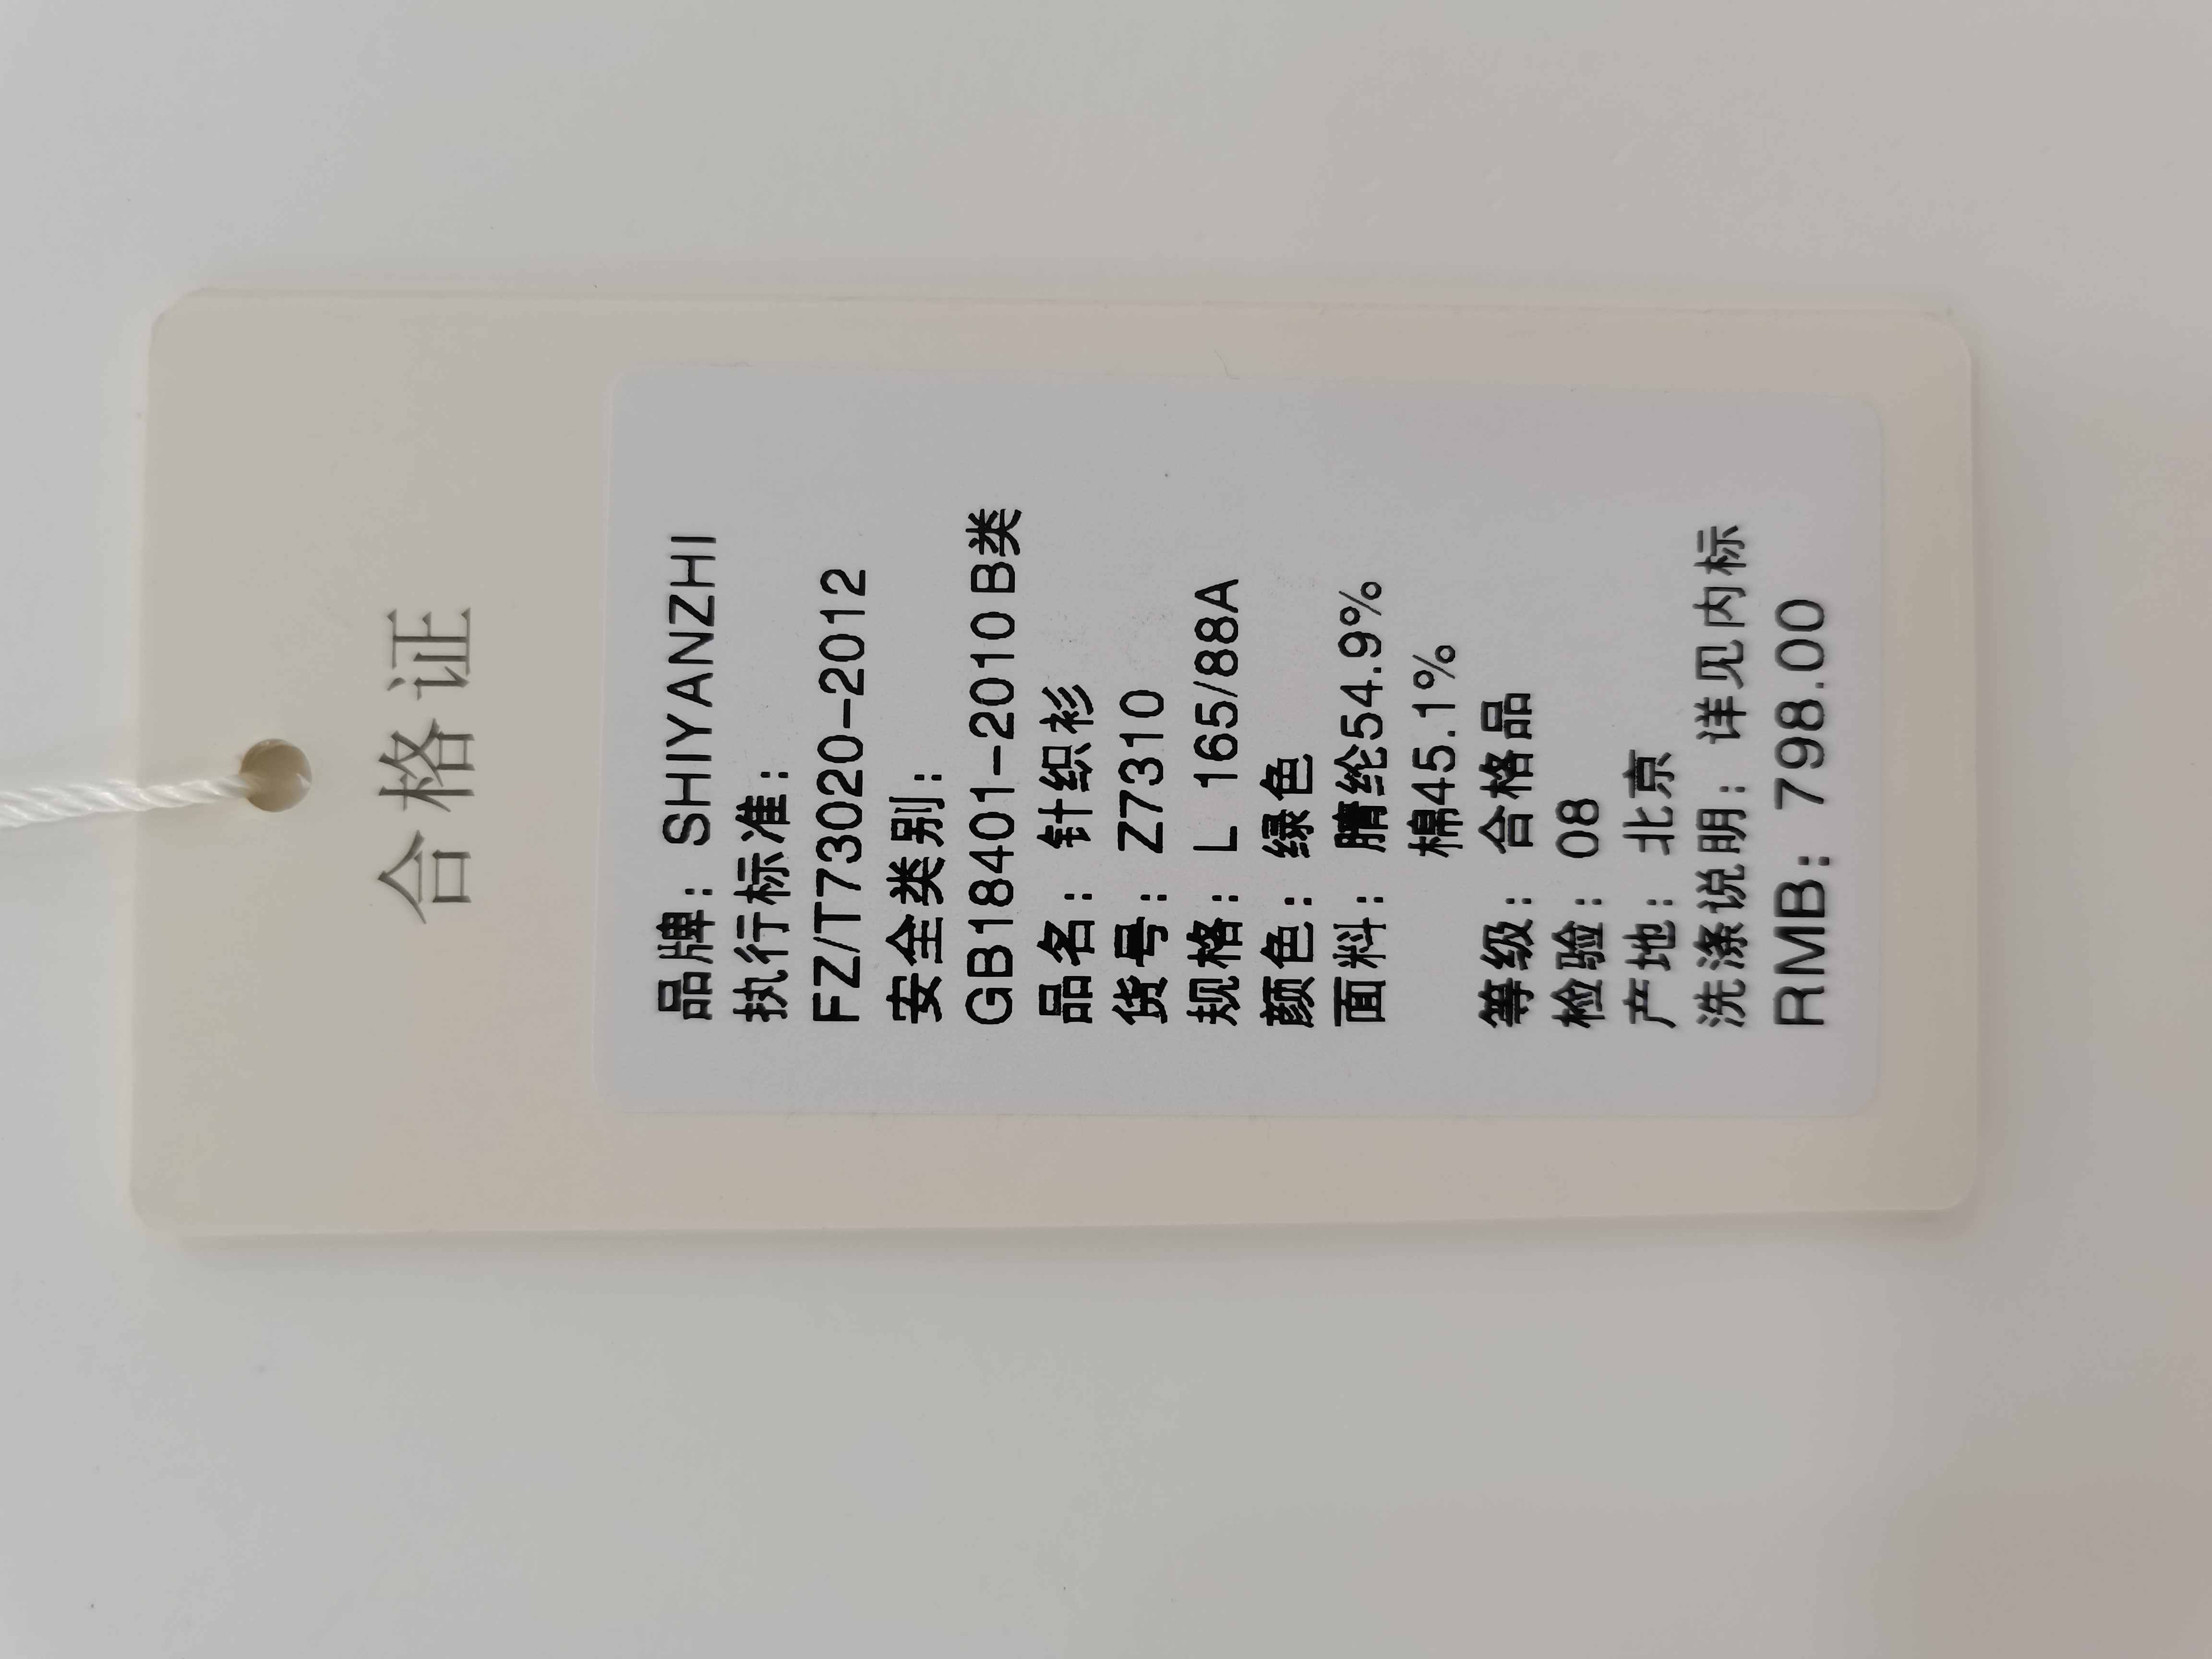 合格证
品牌：SHIYANZHI
执行标准：
FZ/T73020-2012
安全类别：
GB18401-2010 B类
品名：针织衫
货号：Z7310
规格：L 165/88A
颜色：绿色
面料：腈纶54.9%
棉45.1%
等级：合格品
检验：08
产地：北京
洗涤说明：详见内标
RMB：798.00